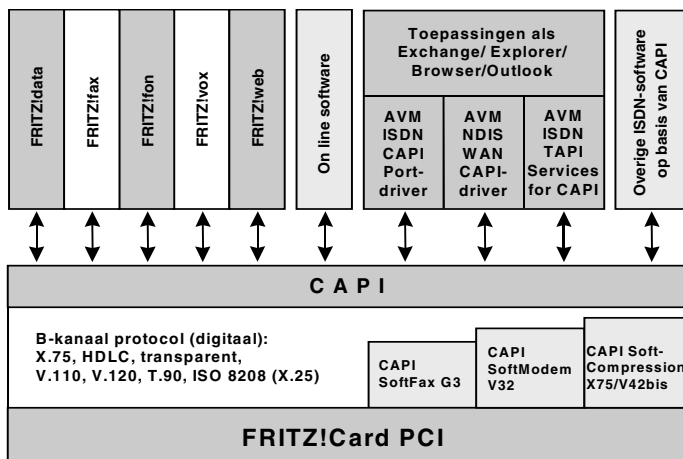 FRITZ!data
FRITZ!fax
FRITZ!fon
FRITZ!vox
FRITZ!web
On line software
Toepassingen als
Exchange/ Explorer/
Browser/Outlook
AVM
ISDN
CAPI
Port-
driver
AVM
NDIS
WAN
CAPI-
driver
AVM
ISDN
TAPI
Services
for CAPI
Overige ISDN-software
op basis van CAPI
CAPI
B-kanaal protocol (digitaal):
X.75, HDLC, transparent,
V.110, V.120, T.90, ISO 8208 (X.25)
CAPI
SoftFax G3
CAPI
SoftModem
V32
CAPI Soft-
Compression
X75/V42bis
FRITZ!Card PCI